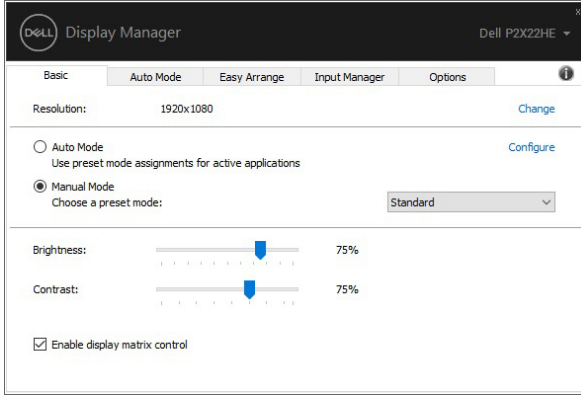 DELL Display Manager Dell P2X22HE
Basic Auto Mode Easy Arrange Input Manager Options
Resolution: 1920x1080 Change
Auto Mode Configure
Use preset mode assignments for active applications
Manual Mode
Choose a preset mode: Standard
Brightness: 75%
Contrast: 75%
Enable display matrix control